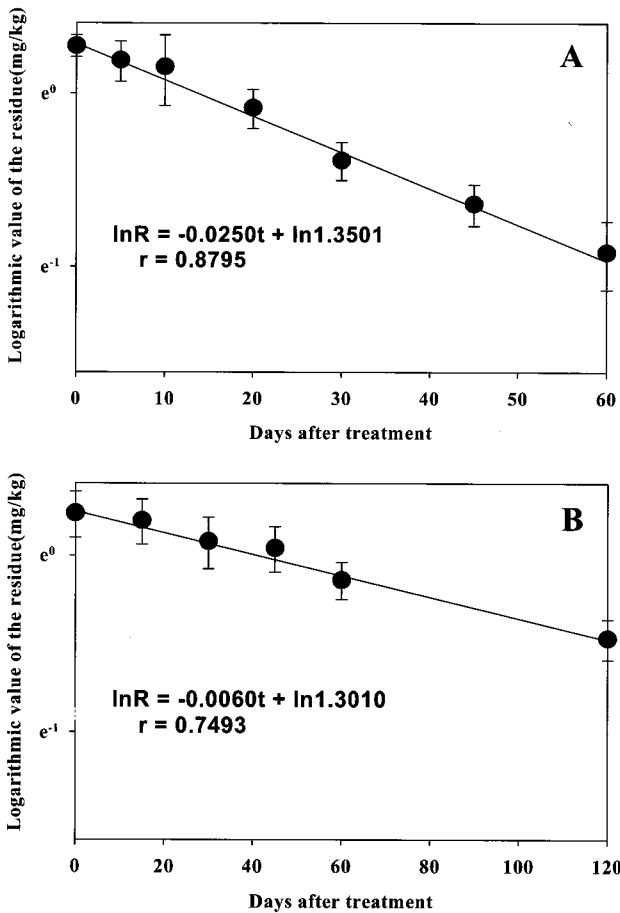 Logarithmic value of the residue(mg/kg)
A
e⁰
lnR = -0.0250t + ln1.3501
r = 0.8795
e⁻¹
0 10 20 30 40 50 60
Days after treatment
Logarithmic value of the residue(mg/kg)
B
e⁰
lnR = -0.0060t + ln1.3010
r = 0.7493
e⁻¹
0 20 40 60 80 100 120
Days after treatment